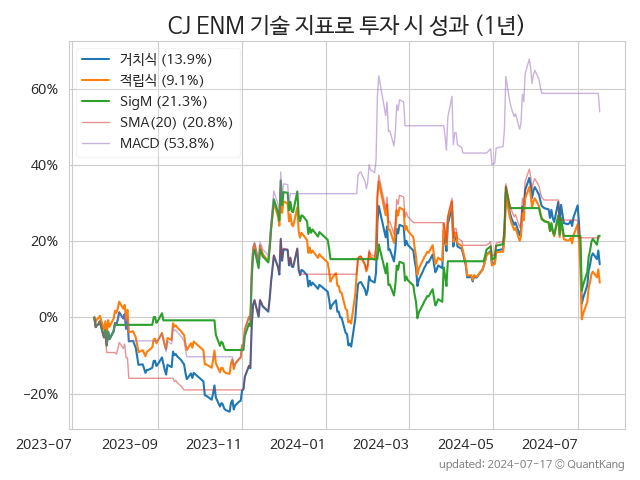 CJ ENM 기술 지표로 투자 시 성과 (1년)
거치식 (13.9%)
적립식 (9.1%)
SigM (21.3%)
SMA(20) (20.8%)
MACD (53.8%)
60%
40%
20%
0%
−20%
2023-07 2023-09 2023-11 2024-01 2024-03 2024-05 2024-07
updated: 2024-07-17 © QuantKang